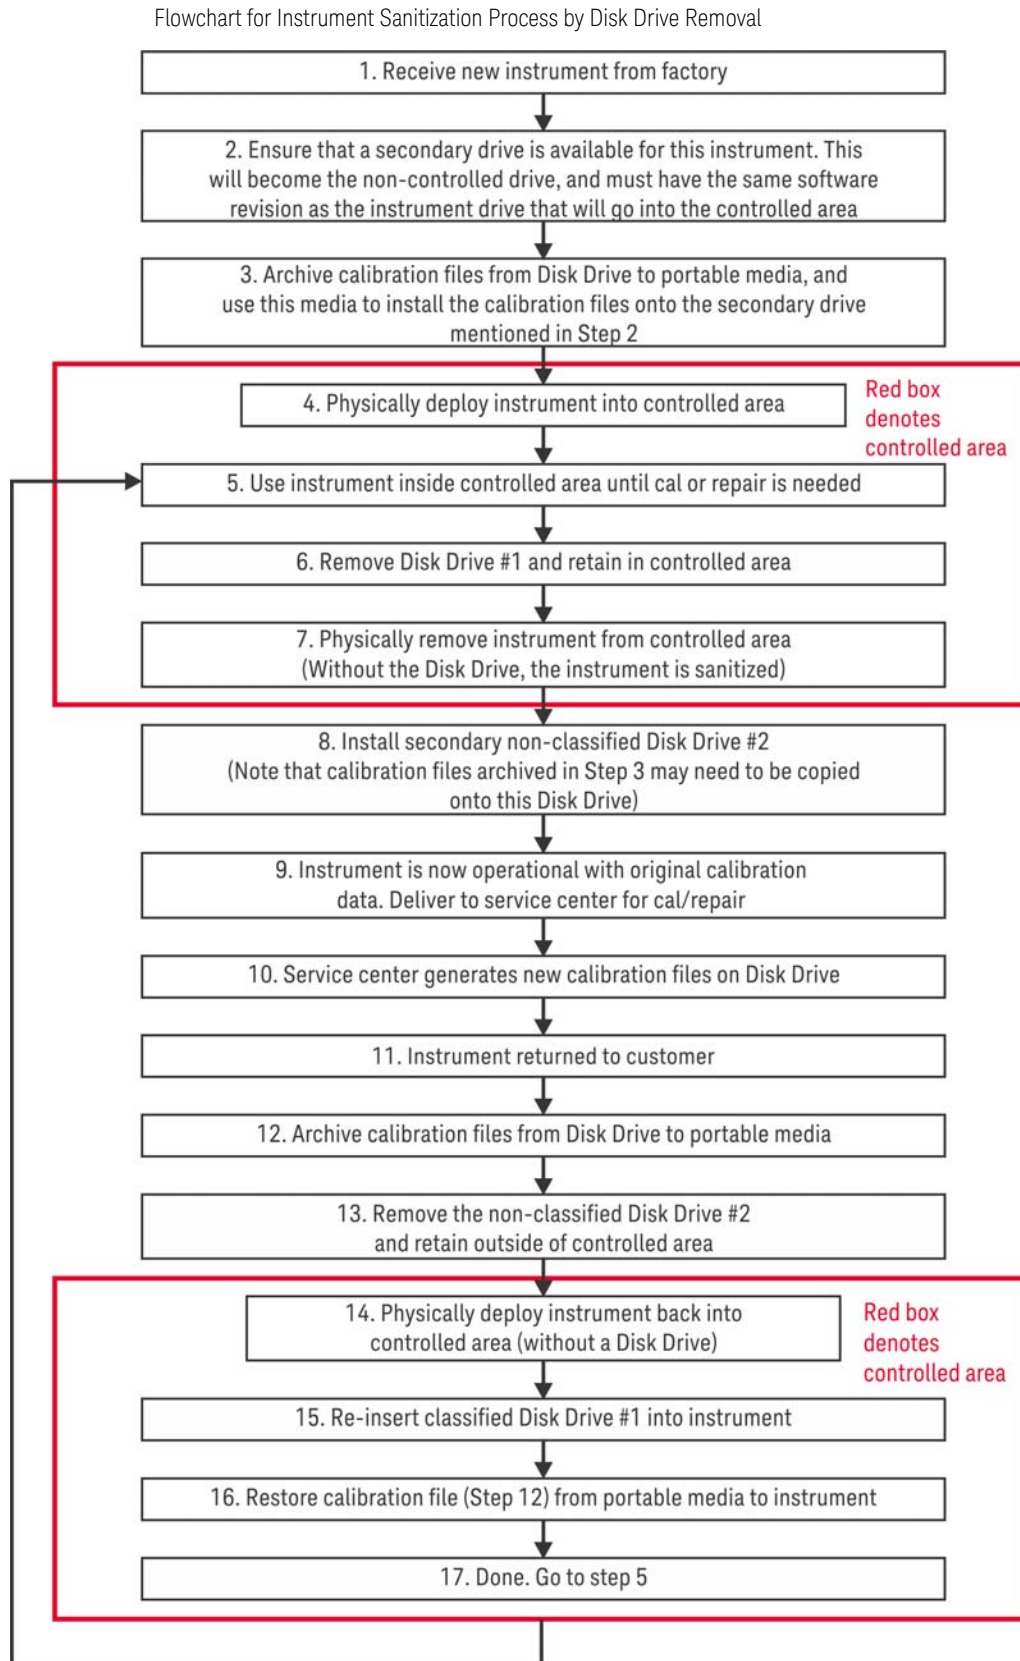 Flowchart for Instrument Sanitization Process by Disk Drive Removal
1. Receive new instrument from factory
2. Ensure that a secondary drive is available for this instrument. This
will become the non-controlled drive, and must have the same software
revision as the instrument drive that will go into the controlled area
3. Archive calibration files from Disk Drive to portable media, and
use this media to install the calibration files onto the secondary drive
mentioned in Step 2
Red box
denotes
controlled area
4. Physically deploy instrument into controlled area
5. Use instrument inside controlled area until cal or repair is needed
6. Remove Disk Drive #1 and retain in controlled area
7. Physically remove instrument from controlled area
(Without the Disk Drive, the instrument is sanitized)
8. Install secondary non-classified Disk Drive #2
(Note that calibration files archived in Step 3 may need to be copied
onto this Disk Drive)
9. Instrument is now operational with original calibration
data. Deliver to service center for cal/repair
10. Service center generates new calibration files on Disk Drive
11. Instrument returned to customer
12. Archive calibration files from Disk Drive to portable media
13. Remove the non-classified Disk Drive #2
and retain outside of controlled area
14. Physically deploy instrument back into
controlled area (without a Disk Drive)
Red box
denotes
controlled area
15. Re-insert classified Disk Drive #1 into instrument
16. Restore calibration file (Step 12) from portable media to instrument
17. Done. Go to step 5